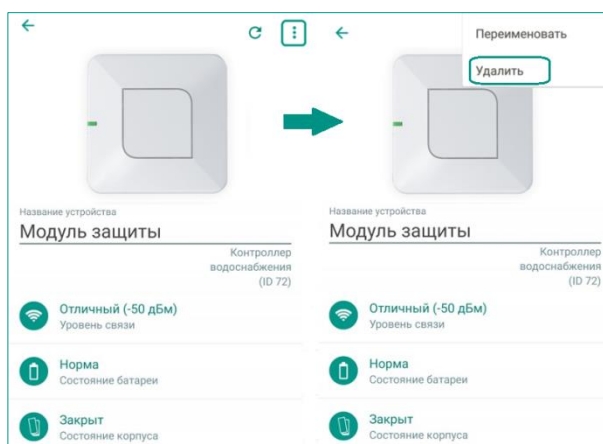 Название устройства
Модуль защиты
Контроллер
водоснабжения
(ID 72)
Отличный (-50 дБм)
Уровень связи
Норма
Состояние батареи
Закрыт
Состояние корпуса
Переименовать
Удалить
Название устройства
Модуль защиты
Контроллер
водоснабжения
(ID 72)
Отличный (-50 дБм)
Уровень связи
Норма
Состояние батареи
Закрыт
Состояние корпуса